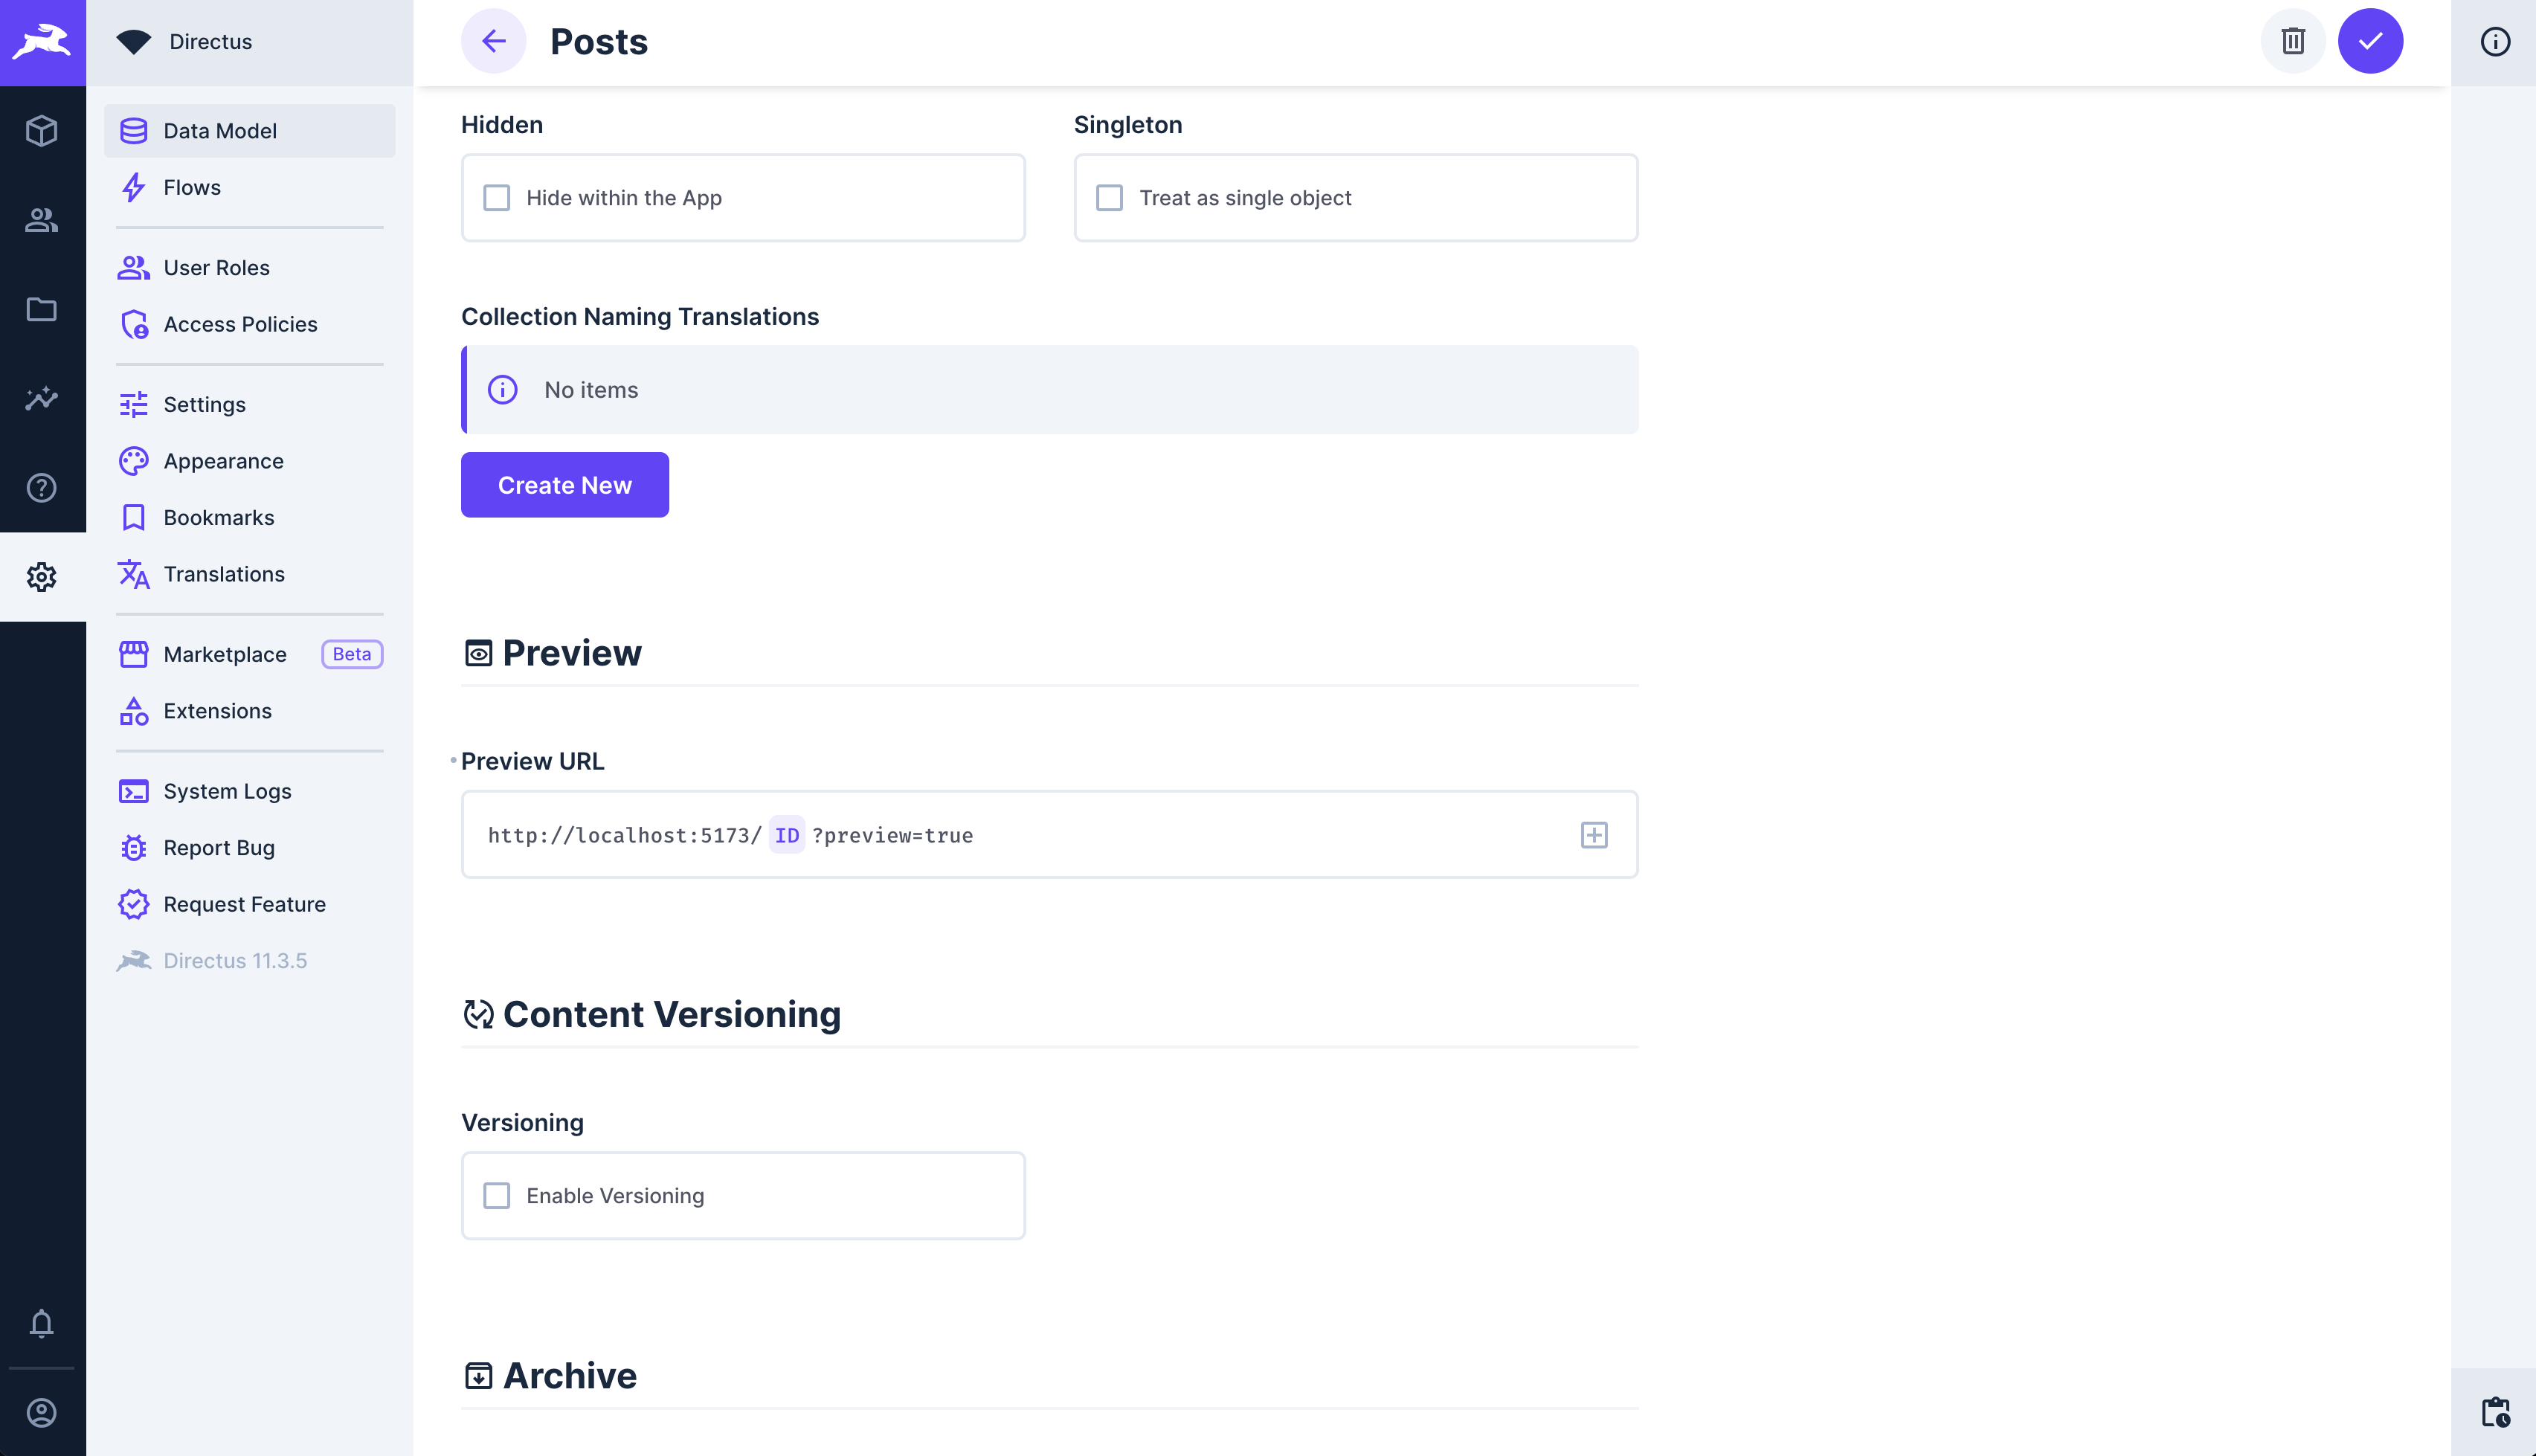 Directus
Data Model
Flows
User Roles
Access Policies
Settings
Appearance
Bookmarks
Translations
Marketplace Beta
Extensions
System Logs
Report Bug
Request Feature
Directus 11.3.5
Posts
Hidden
Singleton
Hide within the App
Treat as single object
Collection Naming Translations
No items
Create New
Preview
Preview URL
http://localhost:5173/ ID ?preview=true
Content Versioning
Versioning
Enable Versioning
Archive